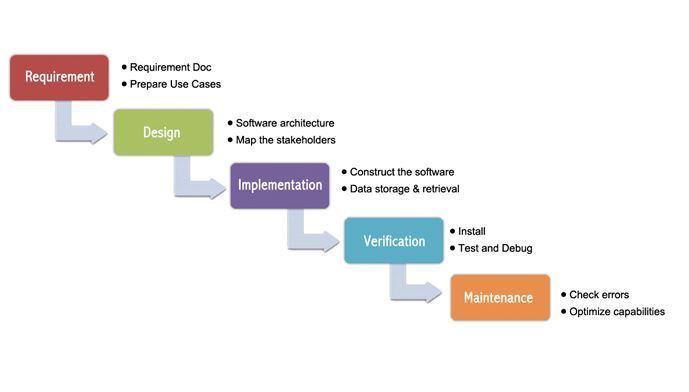 Requirement
• Requirement Doc
• Prepare Use Cases
Design
• Software architecture
• Map the stakeholders
Implementation
• Construct the software
• Data storage & retrieval
Verification
• Install
• Test and Debug
Maintenance
• Check errors
• Optimize capabilities